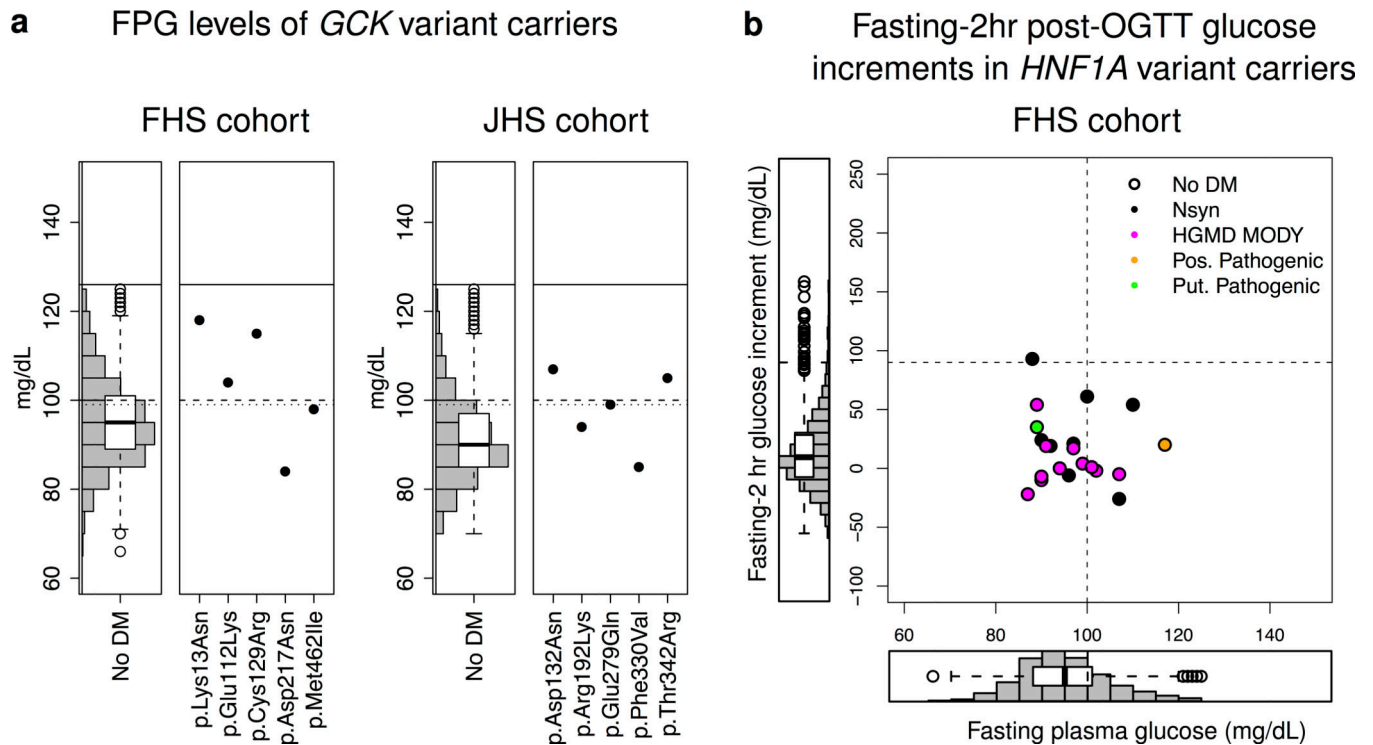 a
FPG levels of GCK variant carriers
FHS cohort
JHS cohort
mg/dL
60
80
100
120
140
No DM
p.Lys13Asn
p.Glu112Lys
p.Cys129Arg
p.Asp217Asn
p.Met462Ile
mg/dL
60
80
100
120
140
No DM
p.Asp132Asn
p.Arg192Lys
p.Glu279Gln
p.Phe330Val
p.Thr342Arg
b
Fasting-2hr post-OGTT glucose
increments in HNF1A variant carriers
FHS cohort
Fasting-2 hr glucose increment (mg/dL)
250
200
150
100
50
0
−50
−100
No DM
Nsyn
HGMD MODY
Pos. Pathogenic
Put. Pathogenic
60
80
100
120
140
Fasting plasma glucose (mg/dL)